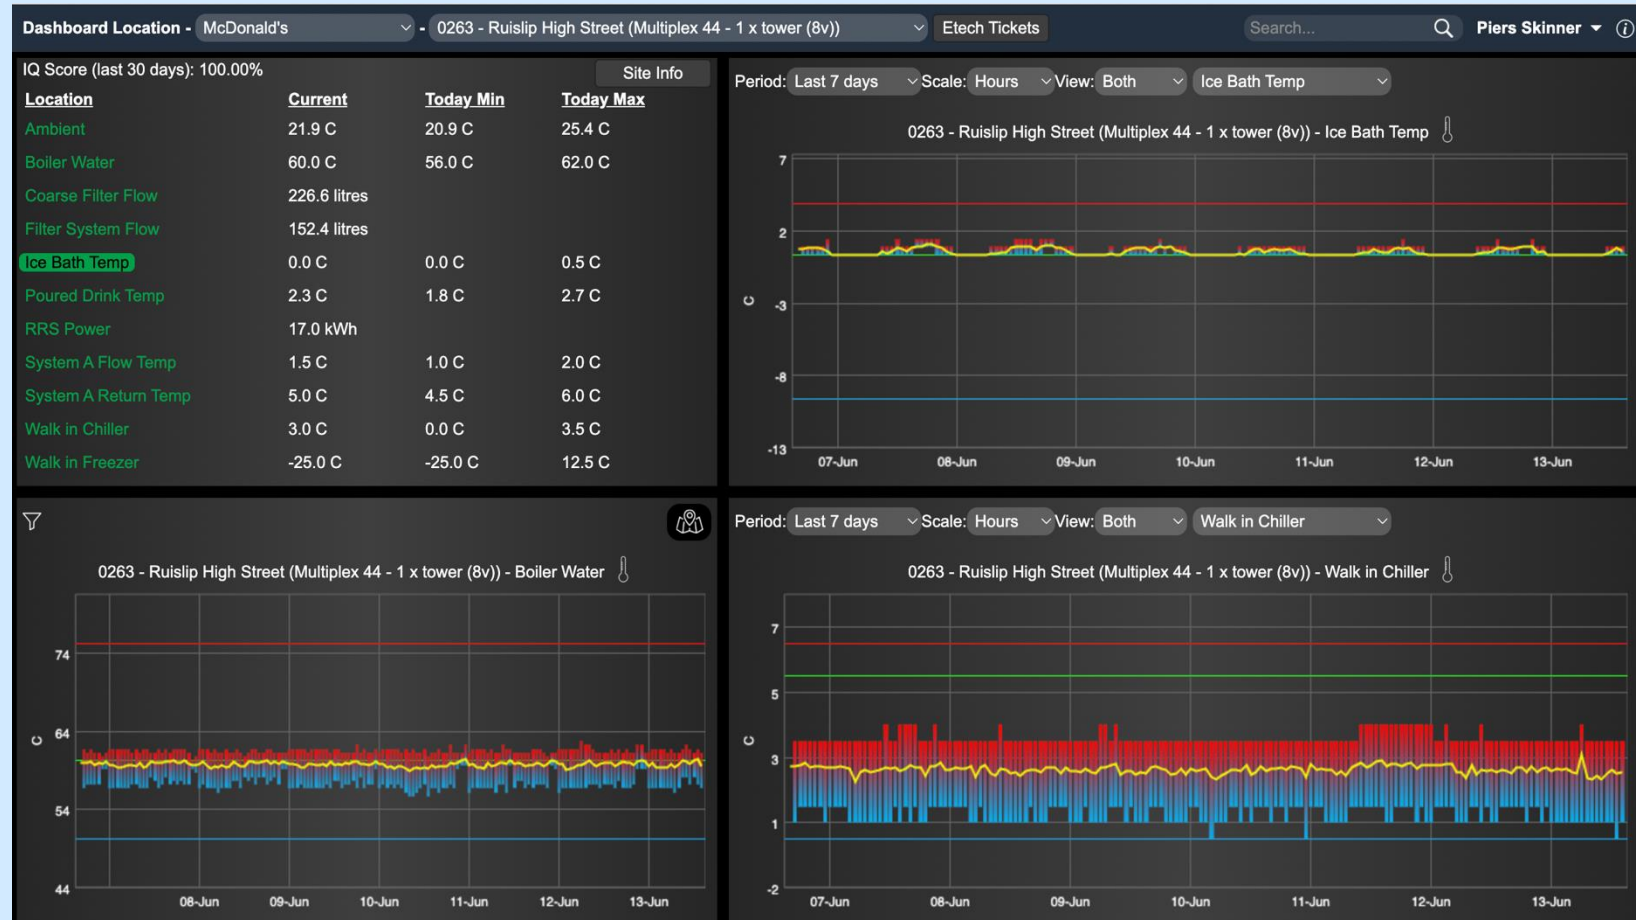 Dashboard Location - McDonald's - 0263 - Ruislip High Street (Multiplex 44 - 1 x tower (8v)) Etech Tickets Search... Piers Skinner
IQ Score (last 30 days): 100.00% Site Info
Location Current Today Min Today Max
Ambient 21.9 C 20.9 C 25.4 C
Boiler Water 60.0 C 56.0 C 62.0 C
Coarse Filter Flow 226.6 litres
Filter System Flow 152.4 litres
Ice Bath Temp 0.0 C 0.0 C 0.5 C
Poured Drink Temp 2.3 C 1.8 C 2.7 C
RRS Power 17.0 kWh
System A Flow Temp 1.5 C 1.0 C 2.0 C
System A Return Temp 5.0 C 4.5 C 6.0 C
Walk in Chiller 3.0 C 0.0 C 3.5 C
Walk in Freezer -25.0 C -25.0 C 12.5 C
Period: Last 7 days Scale: Hours View: Both Ice Bath Temp
0263 - Ruislip High Street (Multiplex 44 - 1 x tower (8v)) - Ice Bath Temp
7
2
C
-3
-8
-13
07-Jun 08-Jun 09-Jun 10-Jun 11-Jun 12-Jun 13-Jun
0263 - Ruislip High Street (Multiplex 44 - 1 x tower (8v)) - Boiler Water
74
64
C
54
44
08-Jun 09-Jun 10-Jun 11-Jun 12-Jun 13-Jun
Period: Last 7 days Scale: Hours View: Both Walk in Chiller
0263 - Ruislip High Street (Multiplex 44 - 1 x tower (8v)) - Walk in Chiller
7
5
C
3
1
-2
07-Jun 08-Jun 09-Jun 10-Jun 11-Jun 12-Jun 13-Jun